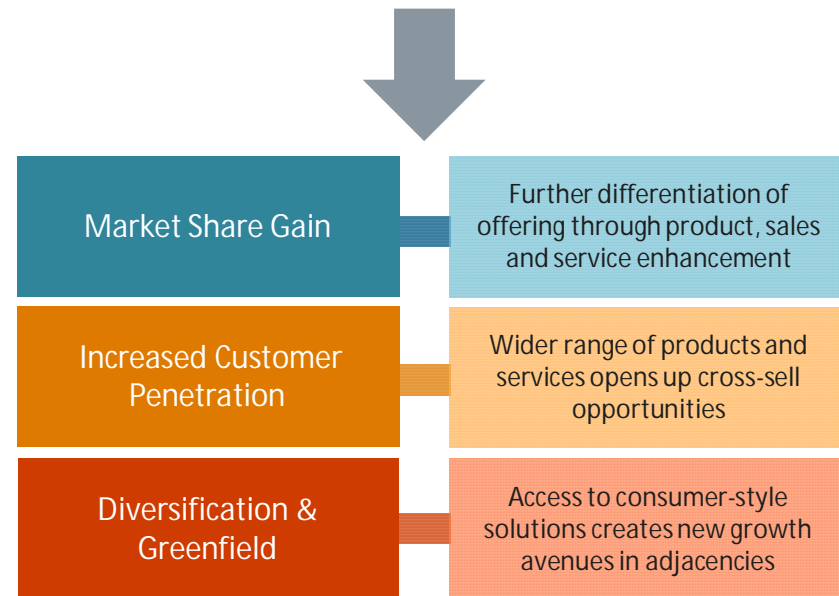 Market Share Gain
Further differentiation of
offering through product, sales
and service enhancement
Increased Customer
Penetration
Wider range of products and
services opens up cross-sell
opportunities
Diversification &
Greenfield
Access to consumer-style
solutions creates new growth
avenues in adjacencies